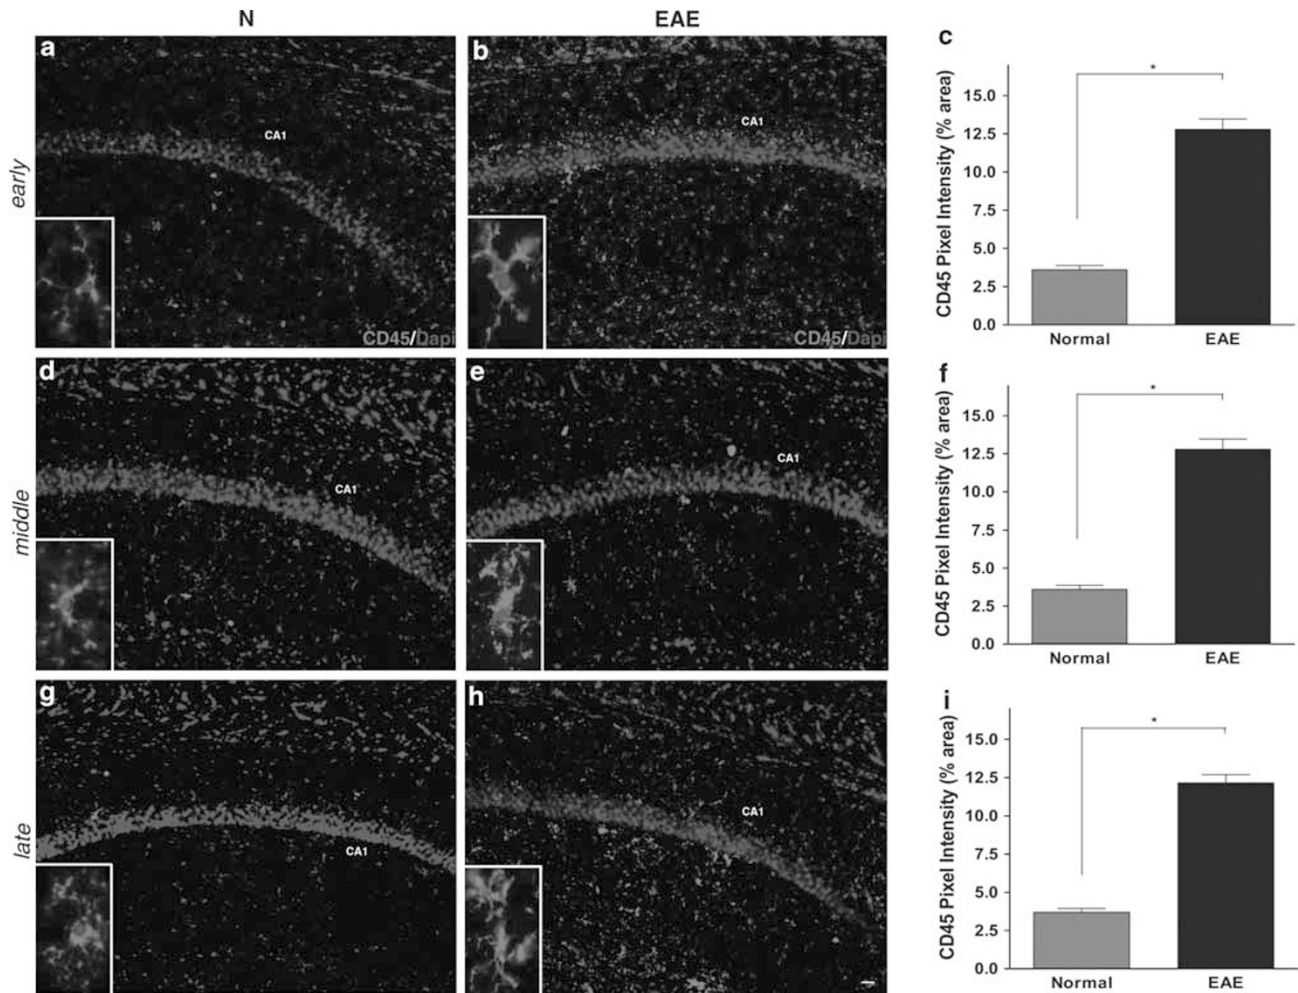 N
EAE
early
a
CA1
CD45/Dapi
b
CA1
CD45/Dapi
c
CD45 Pixel Intensity (% area)
15.0
12.5
10.0
7.5
5.0
2.5
0.0
*
Normal
EAE
middle
d
CA1
e
CA1
f
CD45 Pixel Intensity (% area)
15.0
12.5
10.0
7.5
5.0
2.5
0.0
*
Normal
EAE
late
g
CA1
h
CA1
i
CD45 Pixel Intensity (% area)
15.0
12.5
10.0
7.5
5.0
2.5
0.0
*
Normal
EAE